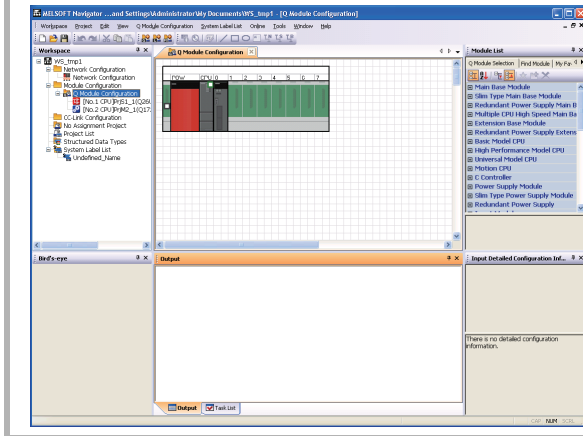 MELSOFT Navigator ...and Settings\Administrator\My Documents\WS_tmp1 - [Q Module Configuration]
Workspace Project Edit View Q Module Configuration System Label List Online Tools Window Help
Workspace
WS_tmp1
Network Configuration
Network Configuration
Module Configuration
Q Module Configuration
[No.1 CPU]PrjS1_1(Q26U
[No.2 CPU]PrjM2_1(Q17
CC-Link Configuration
No Assignment Project
Project List
Structured Data Types
System Label List
Undefined_Name
Q Module Configuration
POW CPU 0 1 2 3 4 5 6 7
Module List
Q Module Selection Find Module My Fav
Main Base Module
Slim Type Main Base Module
Redundant Power Supply Main B
Multiple CPU High Speed Main Ba
Extension Base Module
Redundant Power Supply Extens
Basic Model CPU
High Performance Model CPU
Universal Model CPU
Motion CPU
C Controller
Power Supply Module
Slim Type Power Supply Module
Redundant Power Supply
Bird's-eye
Output
Input Detailed Configuration Inf...
There is no detailed configuration
information.
Output Task List
CAP NUM SCRL